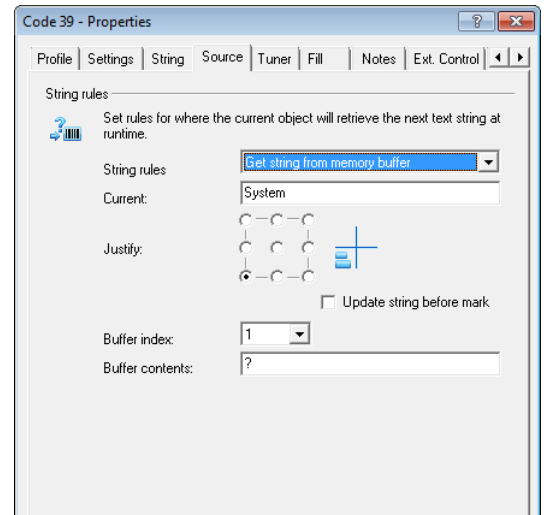 Code 39 - Properties
Profile Settings String Source Tuner Fill Notes Ext. Control
String rules
Set rules for where the current object will retrieve the next text string at
runtime.
String rules Get string from memory buffer
Current: System
Justify:
Update string before mark
Buffer index: 1
Buffer contents: ?